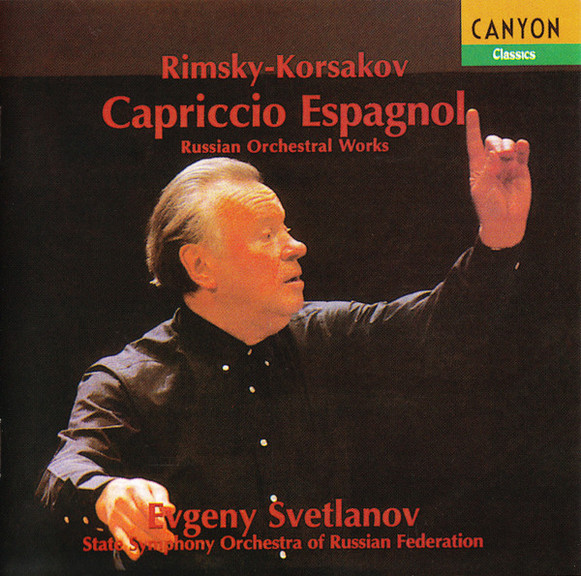 CANYON
Classics
Rimsky-Korsakov
Capriccio Espagnol
Russian Orchestral Works
Evgeny Svetlanov
State Symphony Orchestra of Russian Federation